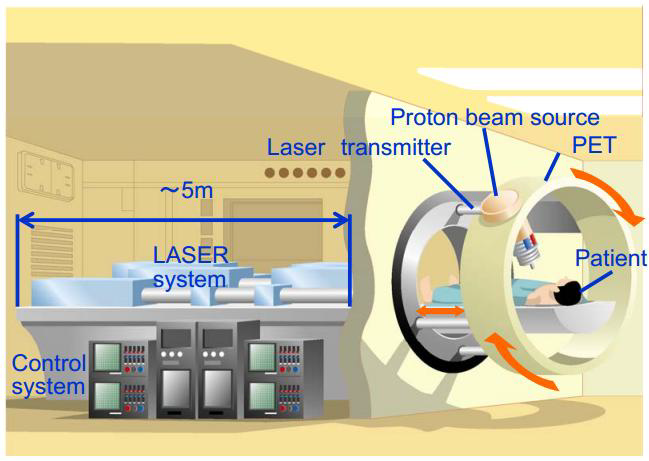 Proton beam source
Laser transmitter
PET
～5m
LASER
system
Patient
Control
system